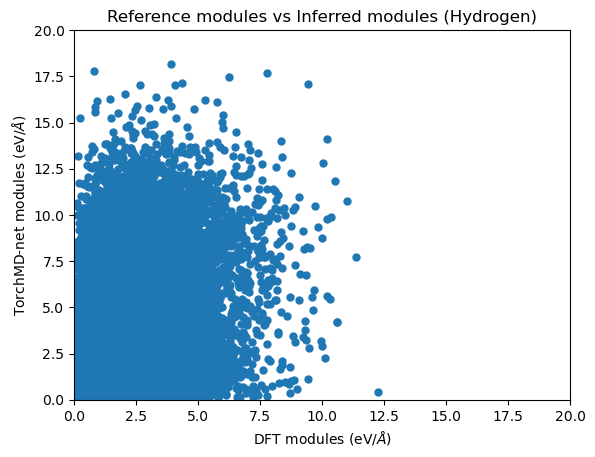 Reference modules vs Inferred modules (Hydrogen)
20.0
17.5
15.0
12.5
10.0
7.5
5.0
2.5
0.0
TorchMD-net modules (eV/Å)
0.0 2.5 5.0 7.5 10.0 12.5 15.0 17.5 20.0
DFT modules (eV/Å)